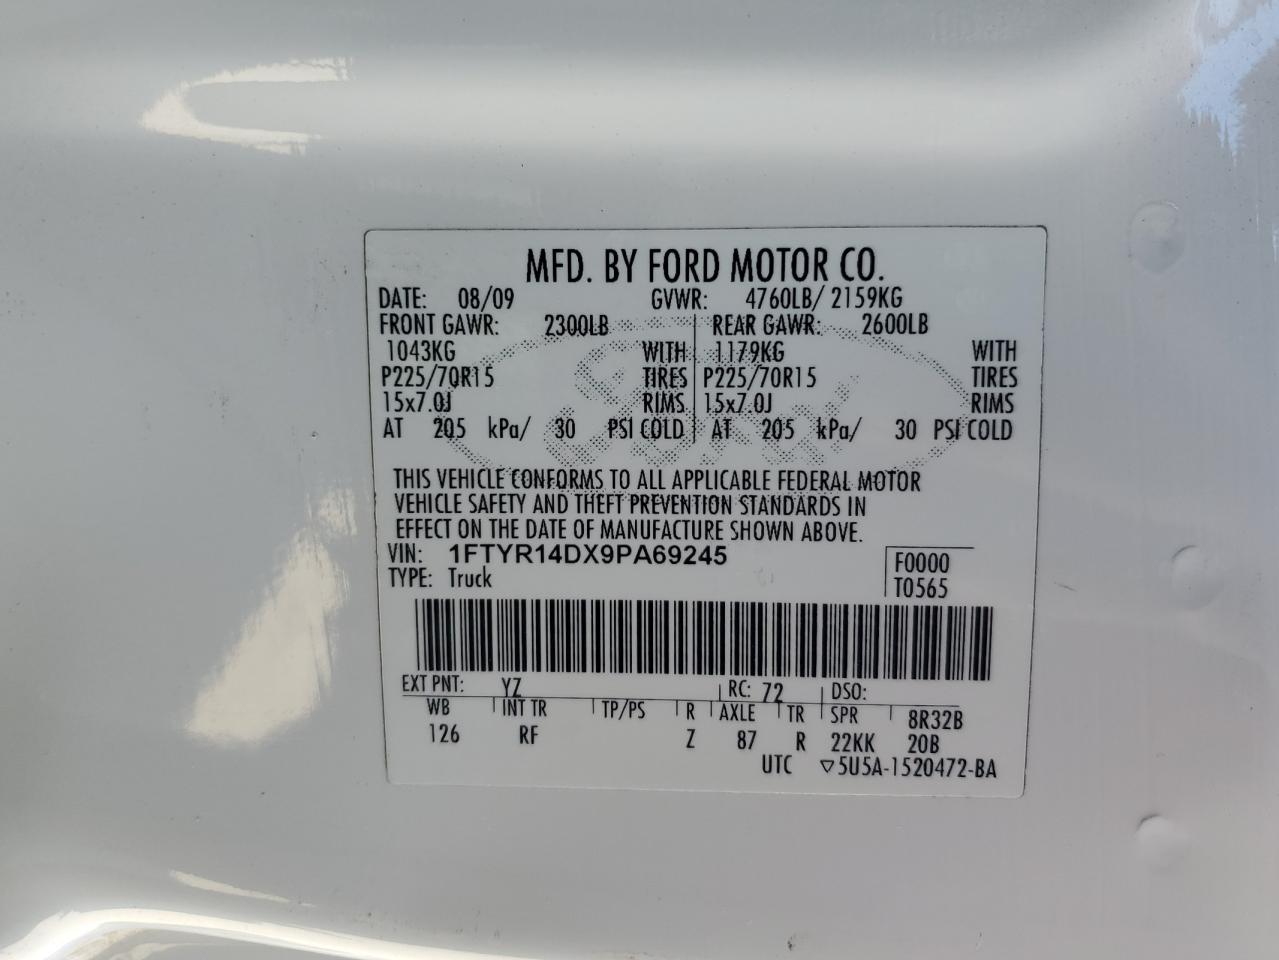 MFD. BY FORD MOTOR CO.
DATE: 08/09 GVWR: 4760LB/ 2159KG
FRONT GAWR: 2300LB REAR GAWR: 2600LB
1043KG WITH 1179KG WITH
P225/70R15 TIRES P225/70R15 TIRES
15x7.0J RIMS 15x7.0J RIMS
AT 205 kPa/ 30 PSI COLD AT 205 kPa/ 30 PSI COLD
THIS VEHICLE CONFORMS TO ALL APPLICABLE FEDERAL MOTOR
VEHICLE SAFETY AND THEFT PREVENTION STANDARDS IN
EFFECT ON THE DATE OF MANUFACTURE SHOWN ABOVE.
VIN: 1FTYR14DX9PA69245 F0000
TYPE: Truck T0565
EXT PNT: YZ RC: 72 DSO:
WB INT TR TP/PS R AXLE TR SPR 8R32B
126 RF Z 87 R 22KK 20B
UTC ▽5U5A-1520472-BA